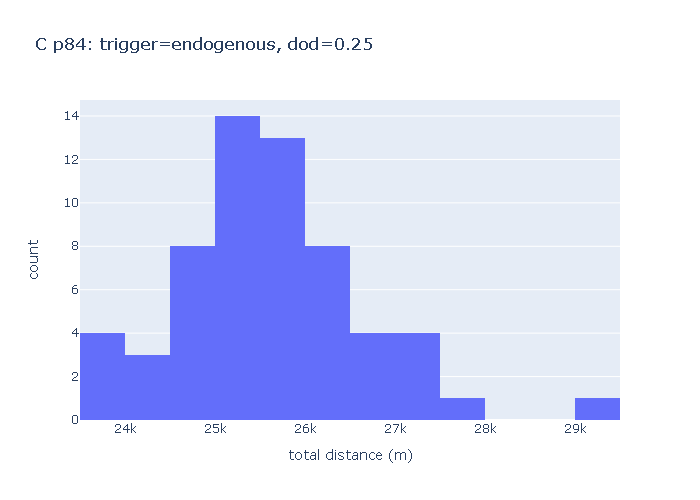 C p84: trigger=endogenous, dod=0.25
14
12
10
8
6
4
2
0
count
24k 25k 26k 27k 28k 29k
total distance (m)